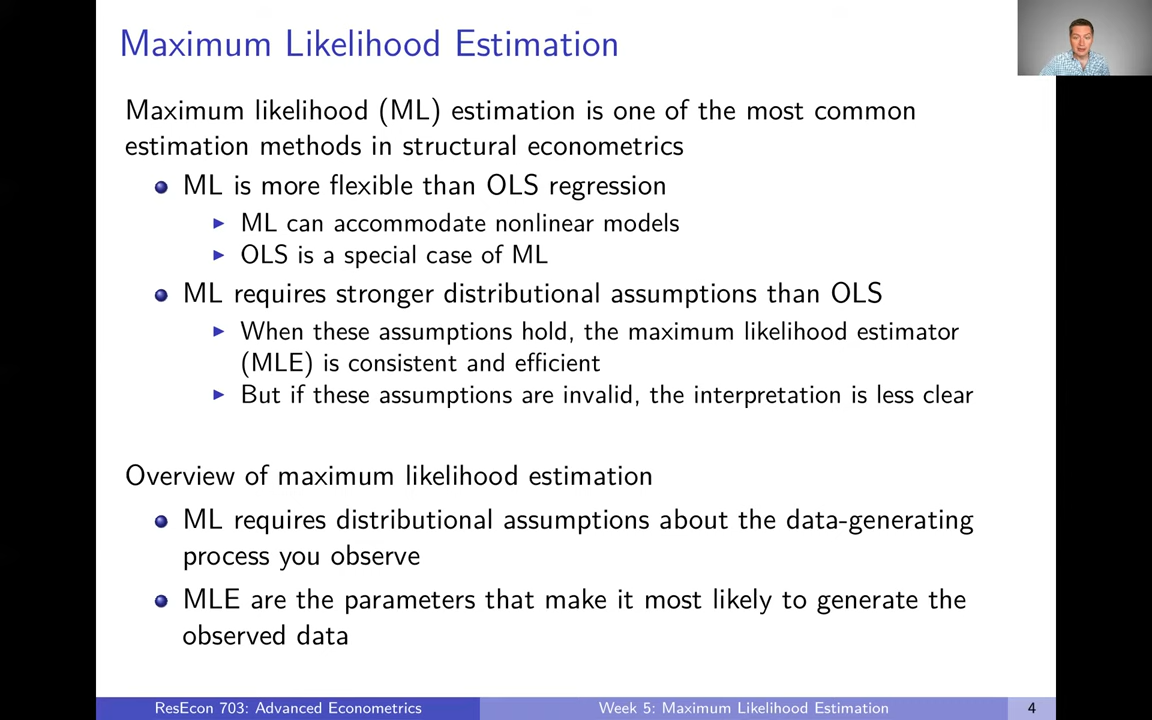 Maximum Likelihood Estimation
Maximum likelihood (ML) estimation is one of the most common
estimation methods in structural econometrics
ML is more flexible than OLS regression
ML can accommodate nonlinear models
OLS is a special case of ML
ML requires stronger distributional assumptions than OLS
When these assumptions hold, the maximum likelihood estimator
(MLE) is consistent and efficient
But if these assumptions are invalid, the interpretation is less clear
Overview of maximum likelihood estimation
ML requires distributional assumptions about the data-generating
process you observe
MLE are the parameters that make it most likely to generate the
observed data
ResEcon 703: Advanced Econometrics Week 5: Maximum Likelihood Estimation 4